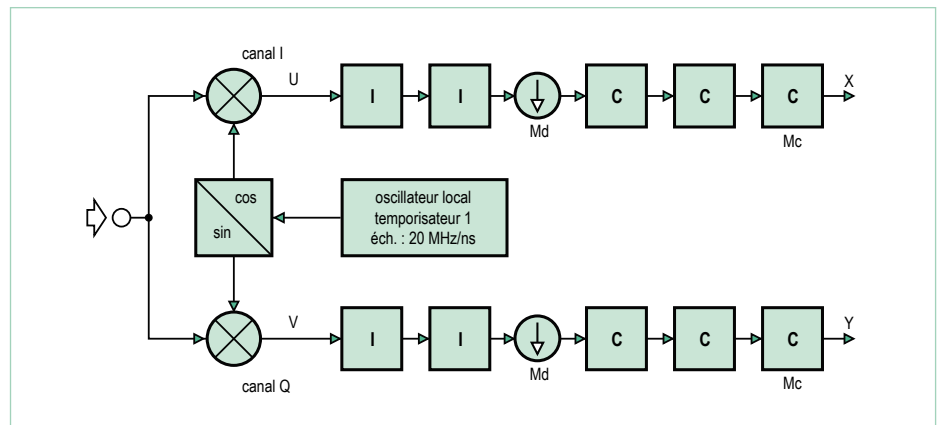 canal I
U
I
I
Md
C
C
C
Mc
X
cos
sin
oscillateur local
temporisateur 1
éch. : 20 MHz/ns
canal Q
V
I
I
Md
C
C
C
Mc
Y